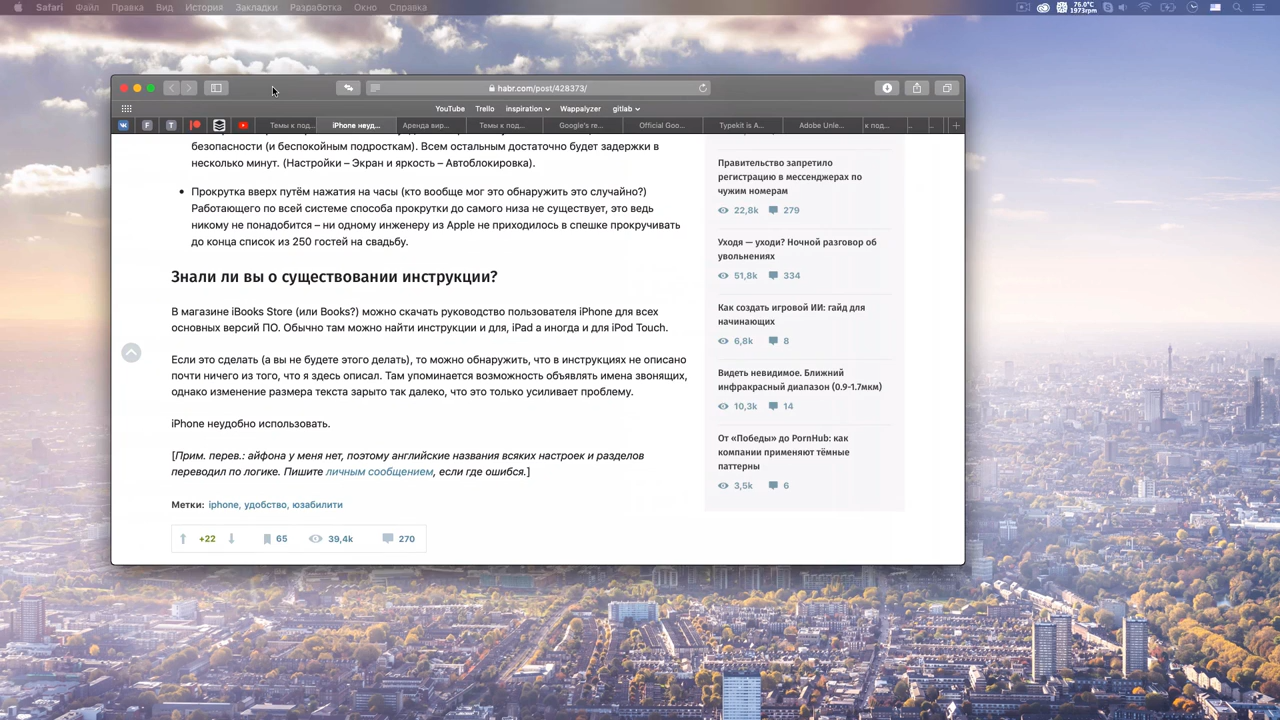 Safari Файл Правка Вид История Закладки Разработка Окно Справка
76.0°C
1973rpm
habr.com/post/428373/
YouTube Trello inspiration Wappalyzer gitlab
F T Темы к под... iPhone неуд... Аренда вир... Темы к под... Google's re... Official Goo... Typekit is A... Adobe Unle... к под... ... ...
безопасности (и беспокойным подросткам). Всем остальным достаточно будет задержки в
несколько минут. (Настройки – Экран и яркость – Автоблокировка).
• Прокрутка вверх путём нажатия на часы (кто вообще мог это обнаружить это случайно?)
Работающего по всей системе способа прокрутки до самого низа не существует, это ведь
никому не понадобится – ни одному инженеру из Apple не приходилось в спешке прокручивать
до конца список из 250 гостей на свадьбу.
Знали ли вы о существовании инструкции?
В магазине iBooks Store (или Books?) можно скачать руководство пользователя iPhone для всех
основных версий ПО. Обычно там можно найти инструкции и для, iPad а иногда и для iPod Touch.
Если это сделать (а вы не будете этого делать), то можно обнаружить, что в инструкциях не описано
почти ничего из того, что я здесь описал. Там упоминается возможность объявлять имена звонящих,
однако изменение размера текста зарыто так далеко, что это только усиливает проблему.
iPhone неудобно использовать.
[Прим. перев.: айфона у меня нет, поэтому английские названия всяких настроек и разделов
переводил по логике. Пишите личным сообщением, если где ошибся.]
Метки: iphone, удобство, юзабилити
+22 65 39,4k 270
Правительство запретило
регистрацию в мессенджерах по
чужим номерам
22,8k 279
Уходя — уходи? Ночной разговор об
увольнениях
51,8k 334
Как создать игровой ИИ: гайд для
начинающих
6,8k 8
Видеть невидимое. Ближний
инфракрасный диапазон (0.9-1.7мкм)
10,3k 14
От «Победы» до PornHub: как
компании применяют тёмные
паттерны
3,5k 6